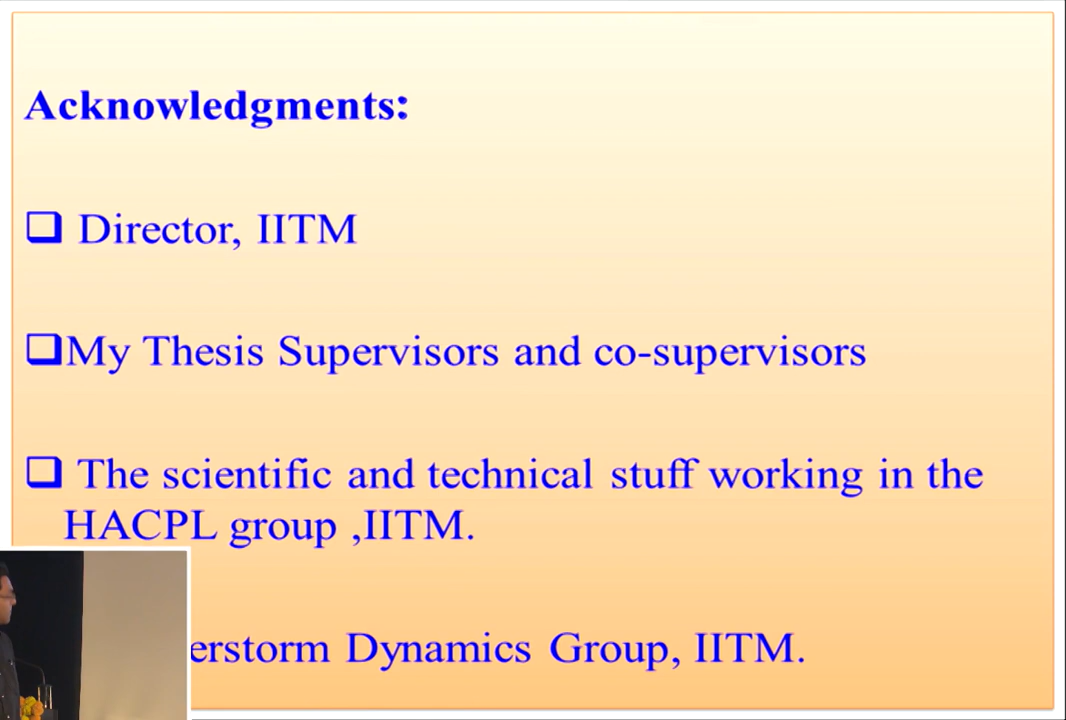 Acknowledgments:
Director, IITM
My Thesis Supervisors and co-supervisors
The scientific and technical stuff working in the
HACPL group ,IITM.
Dynamics Group, IITM.